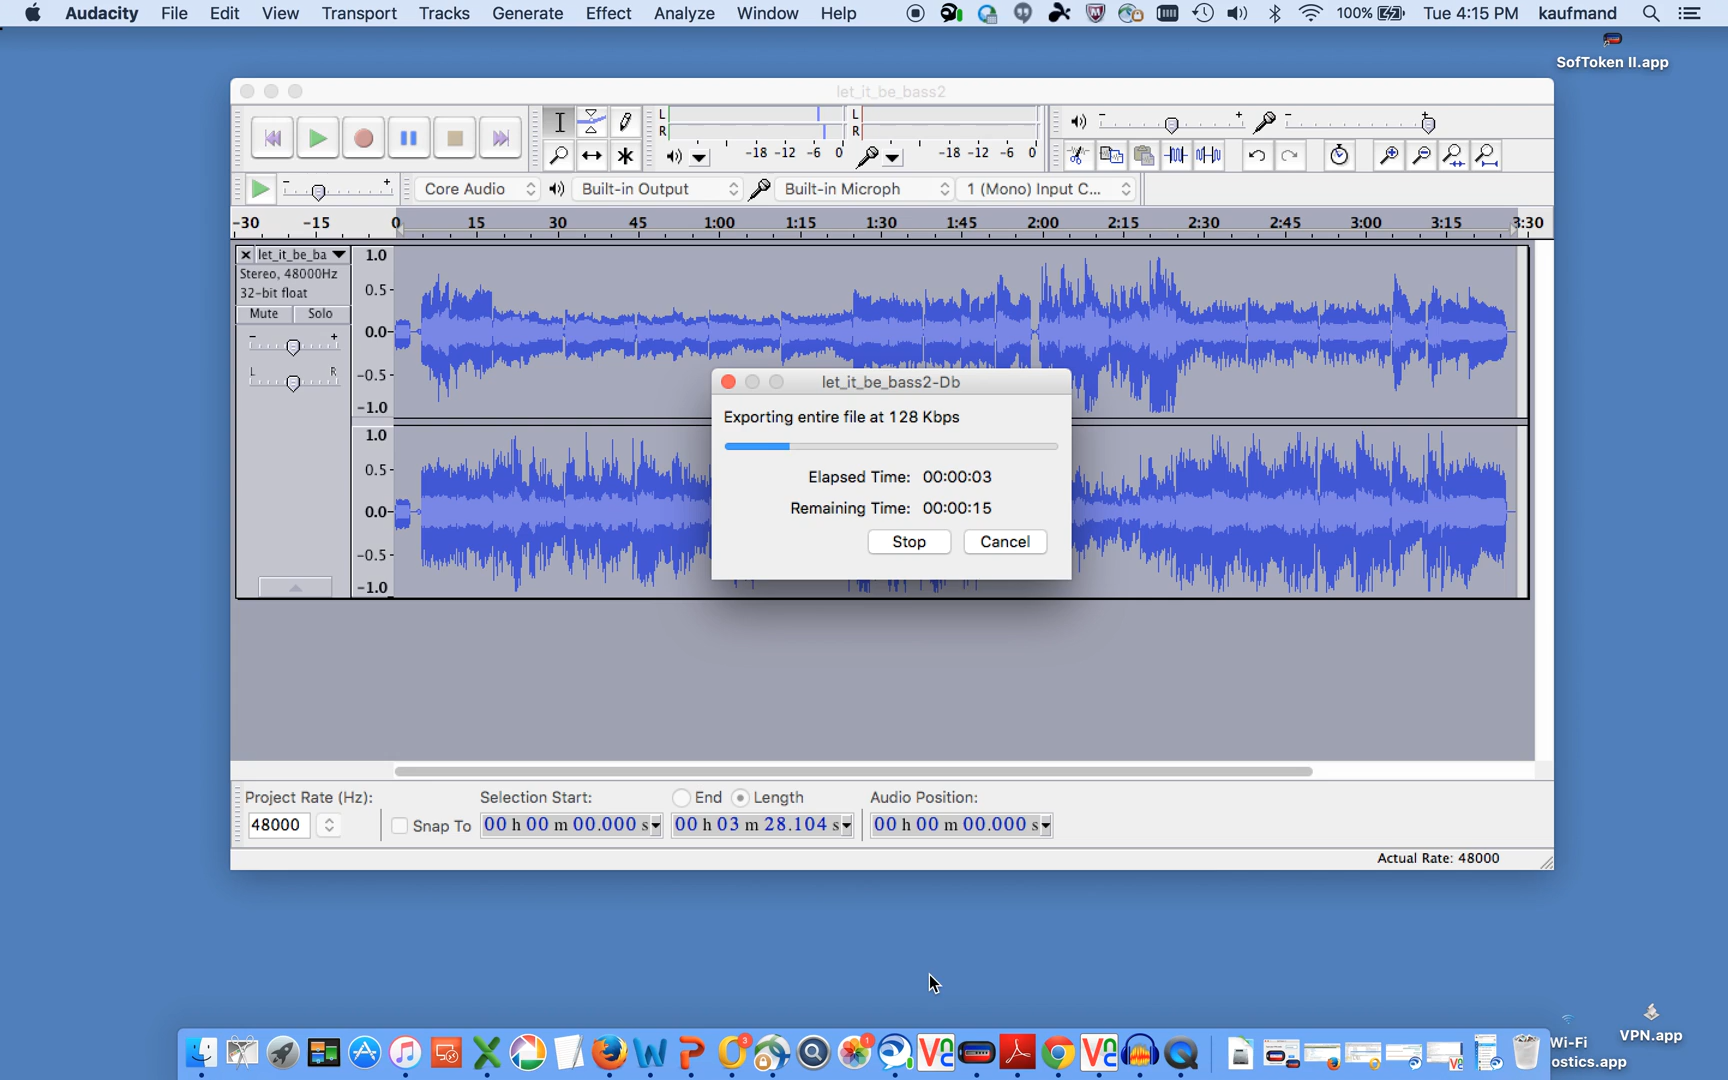 Audacity File Edit View Transport Tracks Generate Effect Analyze Window Help 100% Tue 4:15 PM kaufmand
SofToken II.app
let_it_be_bass2
L L
R R
-18 -12 -6 0 -18 -12 -6 0
Core Audio Built-in Output Built-in Microph 1 (Mono) Input C...
-30 -15 0 15 30 45 1:00 1:15 1:30 1:45 2:00 2:15 2:30 2:45 3:00 3:15 3:30
let_it_be_ba 1.0
Stereo, 48000Hz
32-bit float 0.5
Mute Solo
- + 0.0
L R -0.5
-1.0
1.0
0.5
0.0
-0.5
-1.0
let_it_be_bass2-Db
Exporting entire file at 128 Kbps
Elapsed Time: 00:00:03
Remaining Time: 00:00:15
Stop Cancel
Project Rate (Hz): Selection Start: End Length Audio Position:
48000 Snap To 00 h 00 m 00.000 s 00 h 03 m 28.104 s 00 h 00 m 00.000 s
Actual Rate: 48000
VPN.app
Wi-Fi
ostics.app
3
1